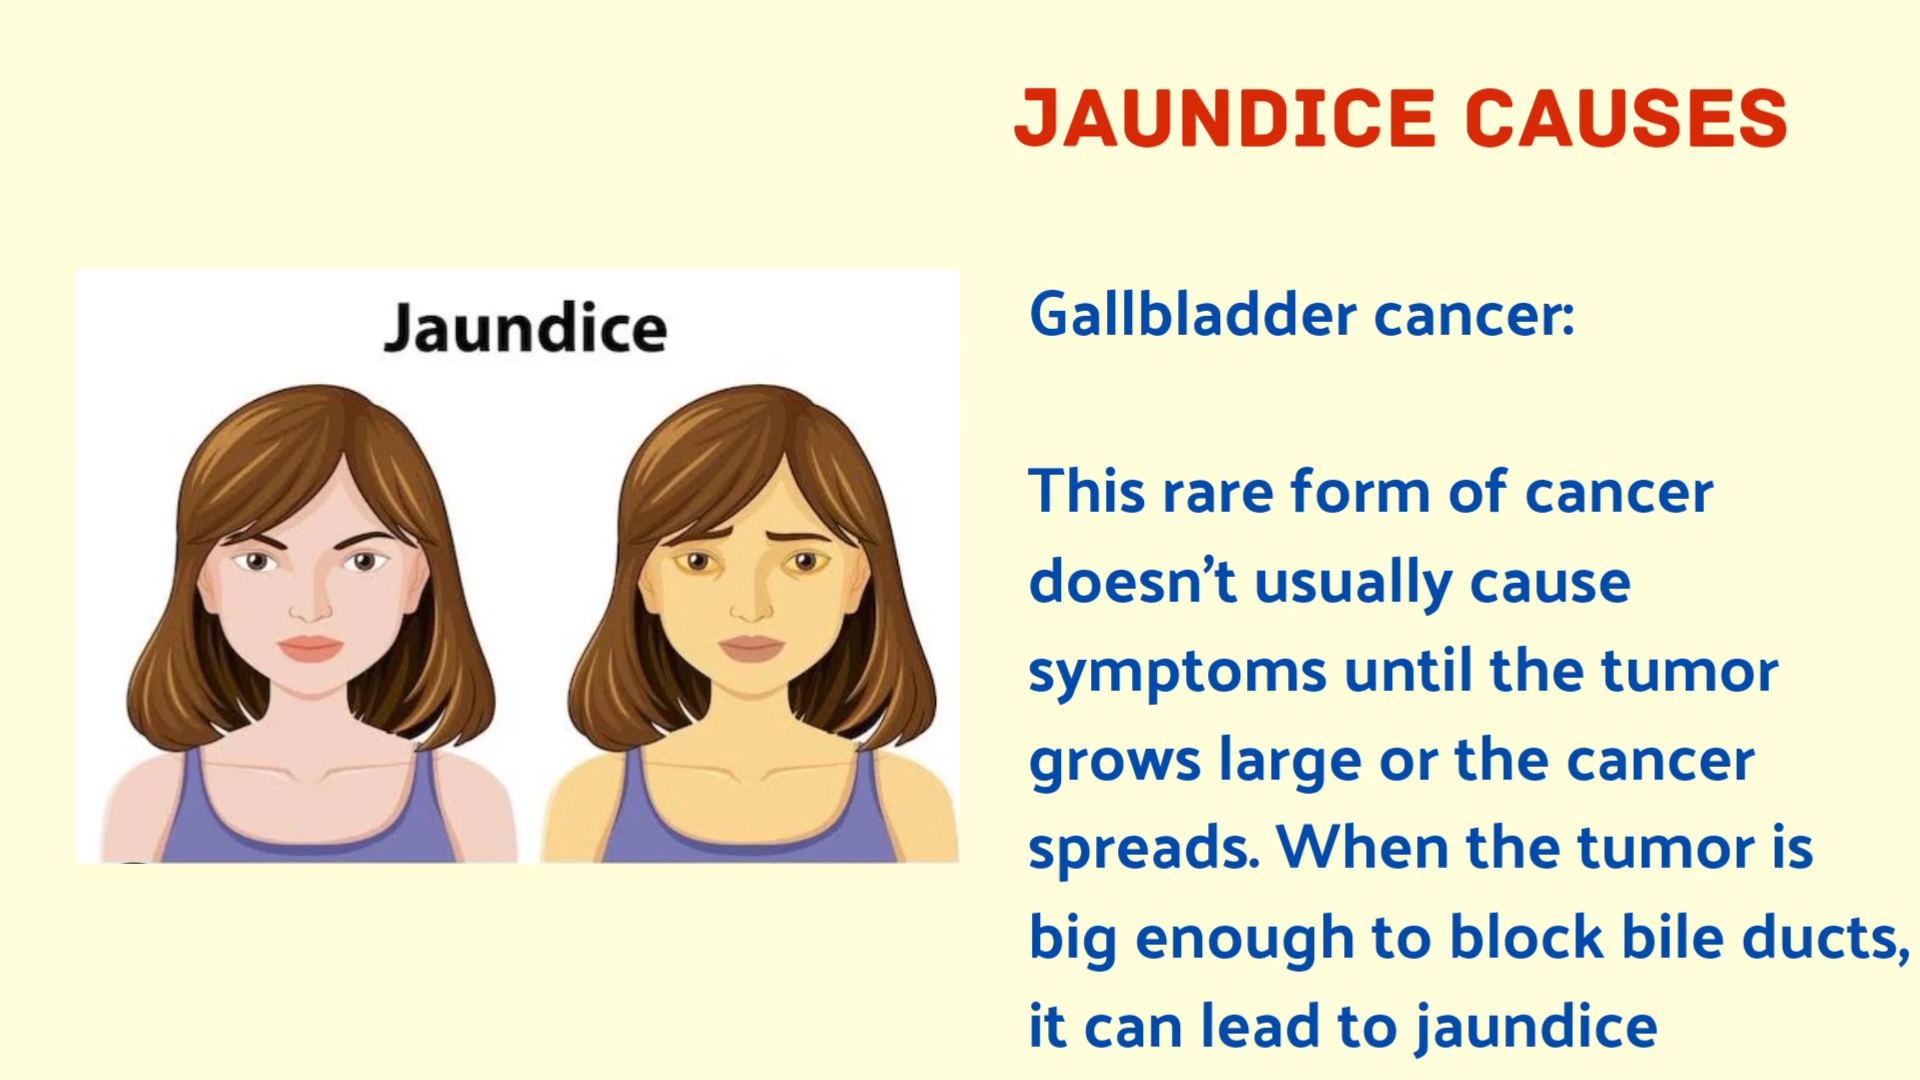 JAUNDICE CAUSES
Jaundice
Gallbladder cancer:
This rare form of cancer
doesn't usually cause
symptoms until the tumor
grows large or the cancer
spreads. When the tumor is
big enough to block bile ducts,
it can lead to jaundice